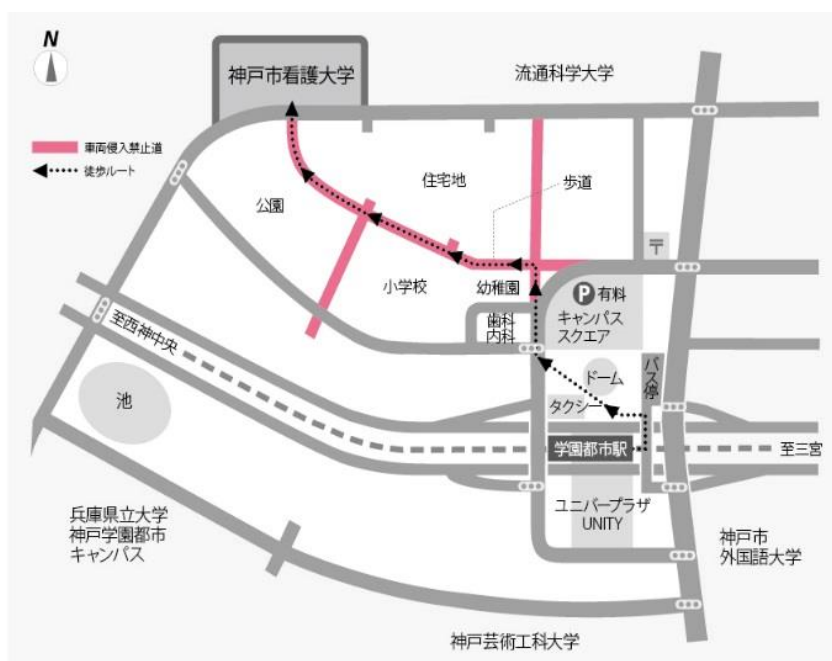 N
神戸市看護大学
流通科学大学
車両侵入禁止道
徒歩ルート
住宅地
歩道
公園
〒
小学校
幼稚園
P 有料
キャンパス
スクエア
歯科
内科
至西神中央
ドーム
バス停
タクシー
池
学園都市駅
至三宮
ユニバープラザ
UNITY
兵庫県立大学
神戸学園都市
キャンパス
神戸市
外国語大学
神戸芸術工科大学